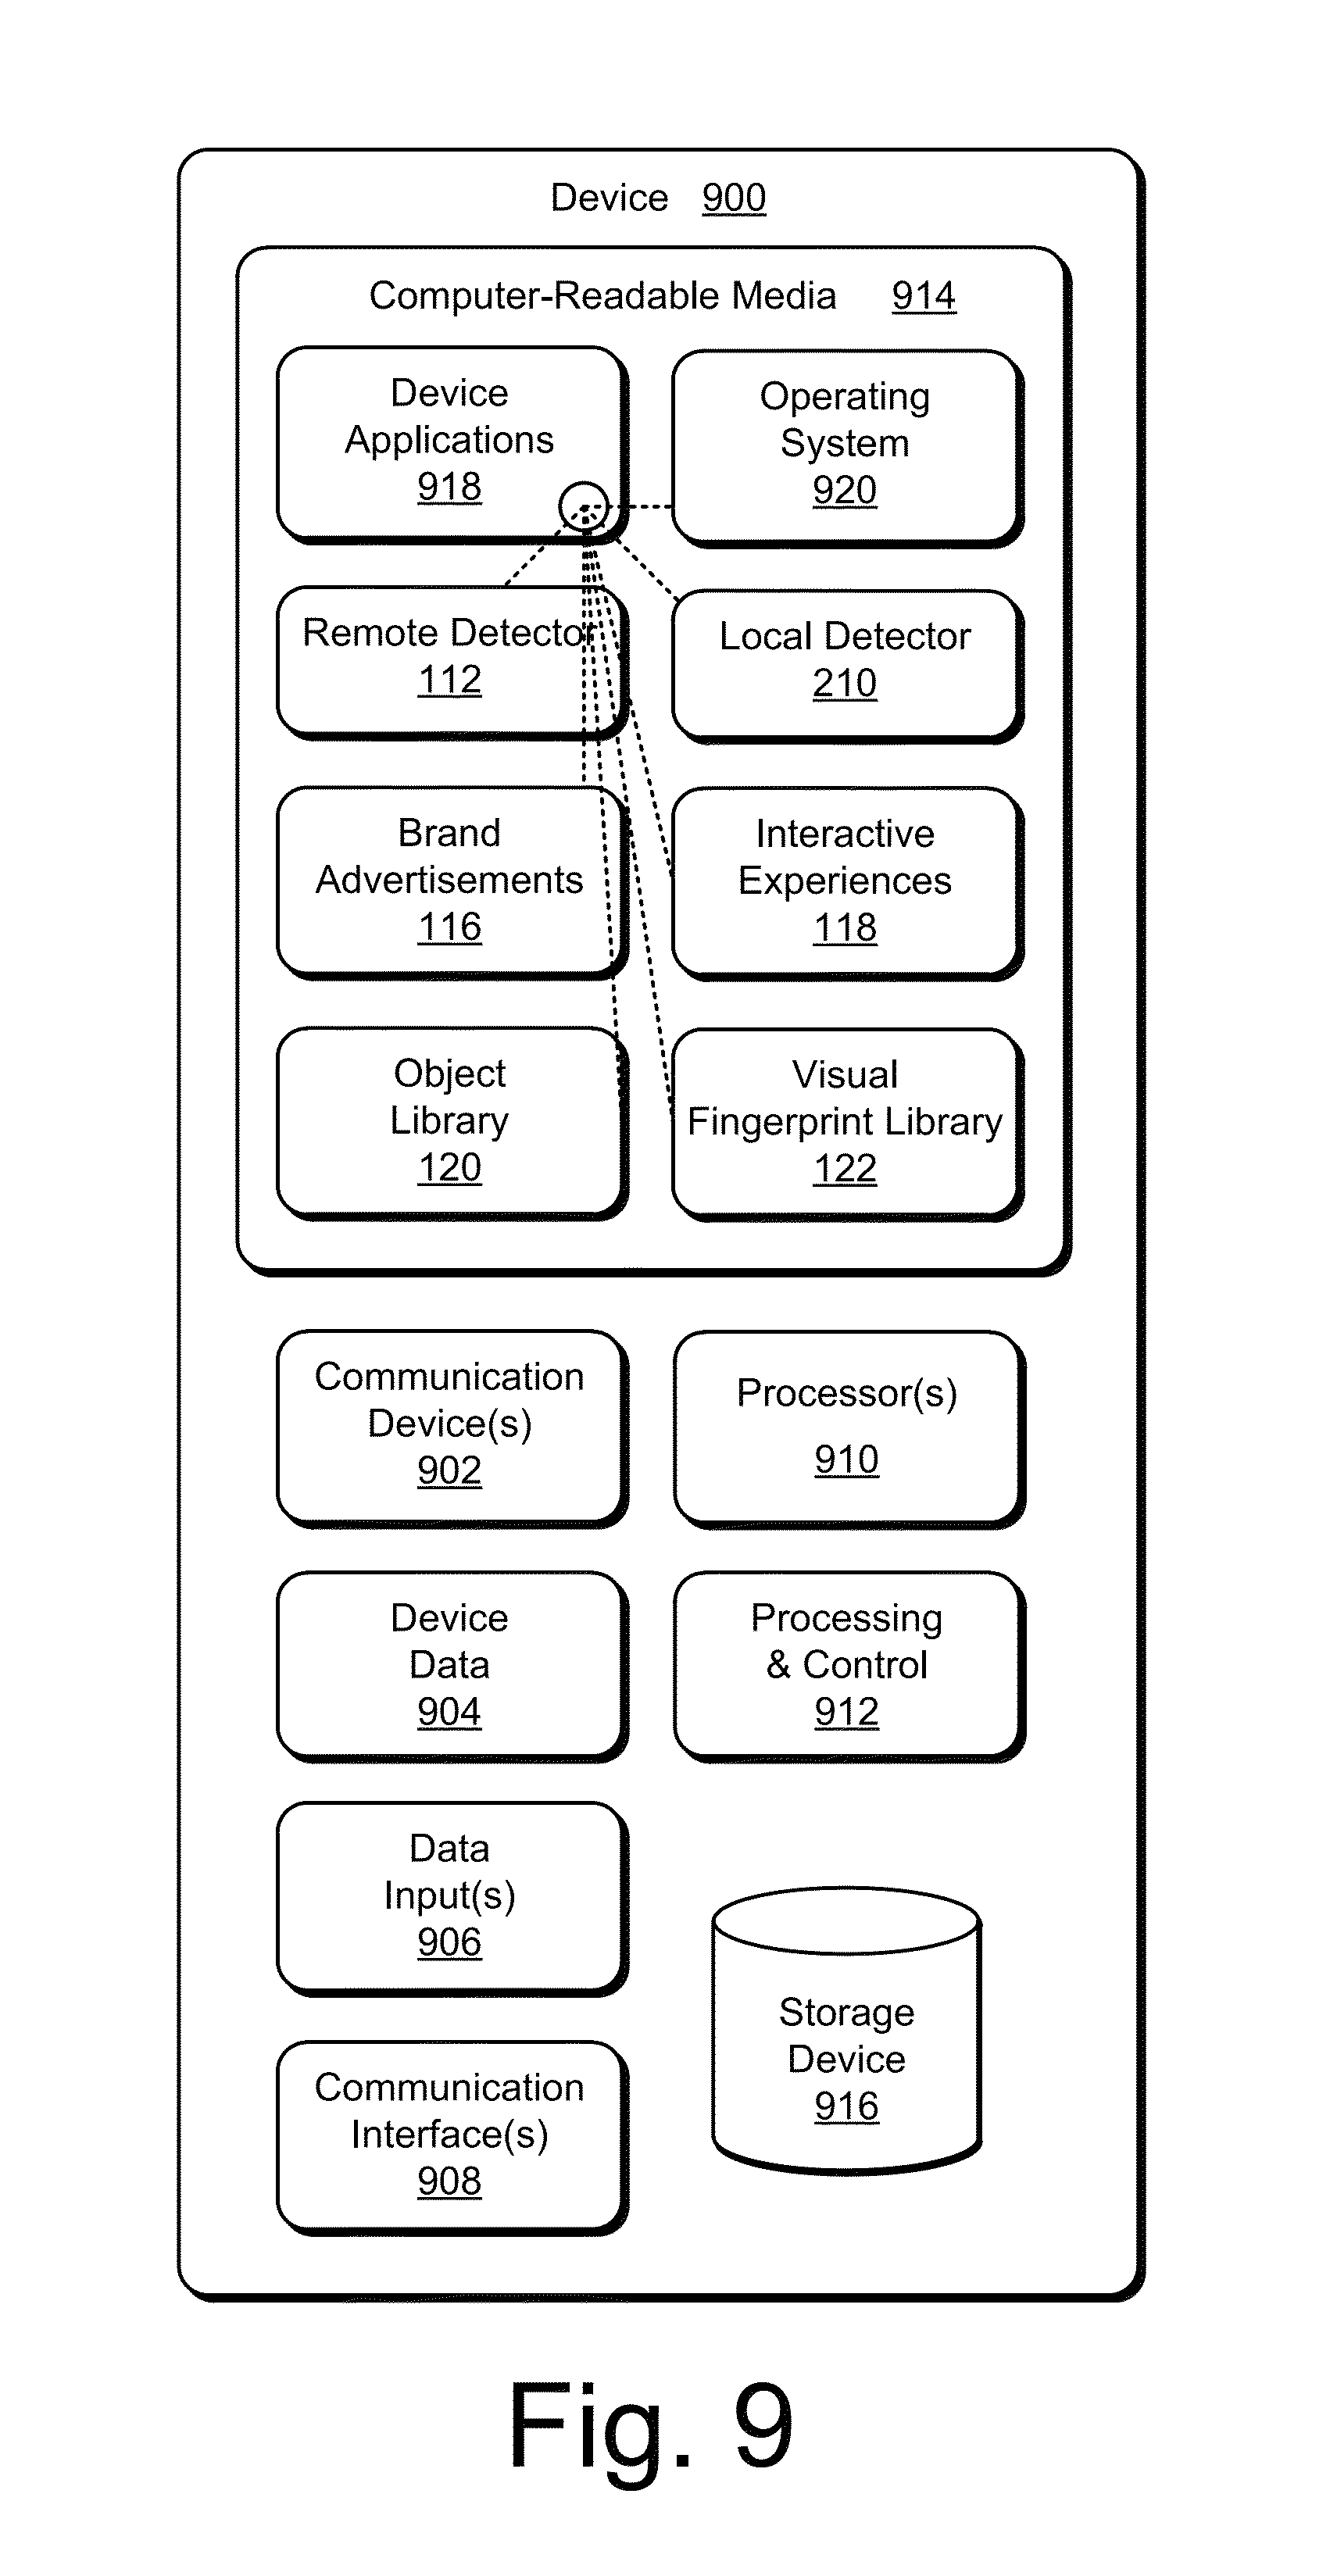 Device 900
Computer-Readable Media 914
Device
Applications
918
Operating
System
920
Remote Detector
112
Local Detector
210
Brand
Advertisements
116
Interactive
Experiences
118
Object
Library
120
Visual
Fingerprint Library
122
Communication
Device(s)
902
Processor(s)
910
Device
Data
904
Processing
& Control
912
Data
Input(s)
906
Storage
Device
916
Communication
Interface(s)
908
Fig. 9